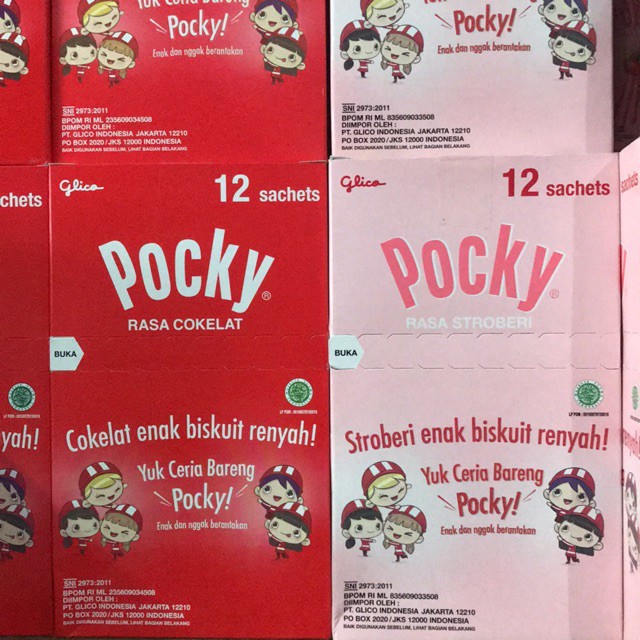 Yuk Ceria Bareng
Pocky!
Enak dan nggak berantakan
SNI 2973:2011
BPOM RI ML 235609034508
DIIMPOR OLEH :
PT. GLICO INDONESIA JAKARTA 12210
PO BOX 2020 /JKS 12000 INDONESIA
BAIK DIGUNAKAN SEBELUM, LIHAT BAGIAN BELAKANG
Yuk Ceria Bareng
Pocky!
Enak dan nggak berantakan
SNI 2973:2011
BPOM RI ML 835609033508
DIIMPOR OLEH :
PT. GLICO INDONESIA JAKARTA 12210
PO BOX 2020 /JKS 12000 INDONESIA
BAIK DIGUNAKAN SEBELUM, LIHAT BAGIAN BELAKANG
chets
nyah!
Glico
12 sachets
Pocky®
RASA COKELAT
BUKA
Cokelat enak biskuit renyah!
Yuk Ceria Bareng
Pocky!
Enak dan nggak berantakan
SNI 2973:2011
BPOM RI ML 235609034508
DIIMPOR OLEH :
PT. GLICO INDONESIA JAKARTA 12210
PO BOX 2020 /JKS 12000 INDONESIA
BAIK DIGUNAKAN SEBELUM, LIHAT BAGIAN BELAKANG
Glico
12 sachets
Pocky®
RASA STROBERI
BUKA
Stroberi enak biskuit renyah!
Yuk Ceria Bareng
Pocky!
Enak dan nggak berantakan
SNI 2973:2011
BPOM RI ML 835609033508
DIIMPOR OLEH :
PT. GLICO INDONESIA JAKARTA 12210
PO BOX 2020 /JKS 12000 INDONESIA
BAIK DIGUNAKAN SEBELUM, LIHAT BAGIAN BELAKANG